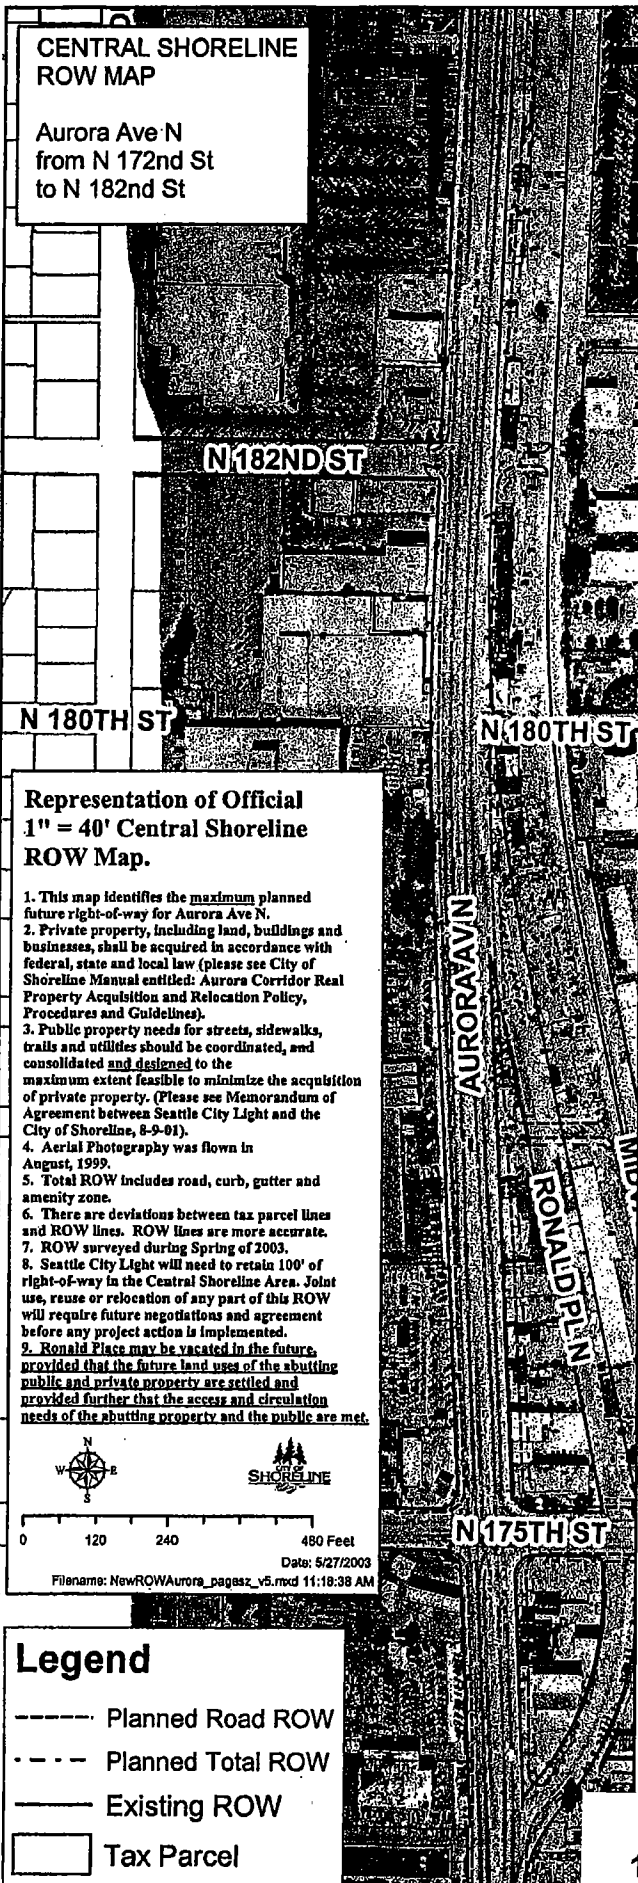 CENTRAL SHORELINE
ROW MAP
Aurora Ave N
from N 172nd St
to N 182nd St
N 182ND ST
N 180TH ST
N 180TH ST
Representation of Official
1" = 40' Central Shoreline
ROW Map.
1. This map identifies the maximum planned
future right-of-way for Aurora Ave N.
2. Private property, including land, buildings and
businesses, shall be acquired in accordance with
federal, state and local law (please see City of
Shoreline Manual entitled: Aurora Corridor Real
Property Acquisition and Relocation Policy,
Procedures and Guidelines).
3. Public property needs for streets, sidewalks,
trails and utilities should be coordinated, and
consolidated and designed to the
maximum extent feasible to minimize the acquisition
of private property. (Please see Memorandum of
Agreement between Seattle City Light and the
City of Shoreline, 8-9-01).
4. Aerial Photography was flown in
August, 1999.
5. Total ROW includes road, curb, gutter and
amenity zone.
6. There are deviations between tax parcel lines
and ROW lines. ROW lines are more accurate.
7. ROW surveyed during Spring of 2003.
8. Seattle City Light will need to retain 100' of
right-of-way in the Central Shoreline Area. Joint
use, reuse or relocation of any part of this ROW
will require future negotiations and agreement
before any project action is implemented.
9. Ronald Place may be vacated in the future,
provided that the future land uses of the abutting
public and private property are settled and
provided further that the access and circulation
needs of the abutting property and the public are met.
AURORA AV N
RONALD PL N
N
W E
S
CITY OF
SHORELINE
0 120 240 480 Feet
Date: 5/27/2003
Filename: NewROWAurora_pagesz_v5.mxd 11:18:38 AM
N 175TH ST
Legend
Planned Road ROW
Planned Total ROW
Existing ROW
Tax Parcel